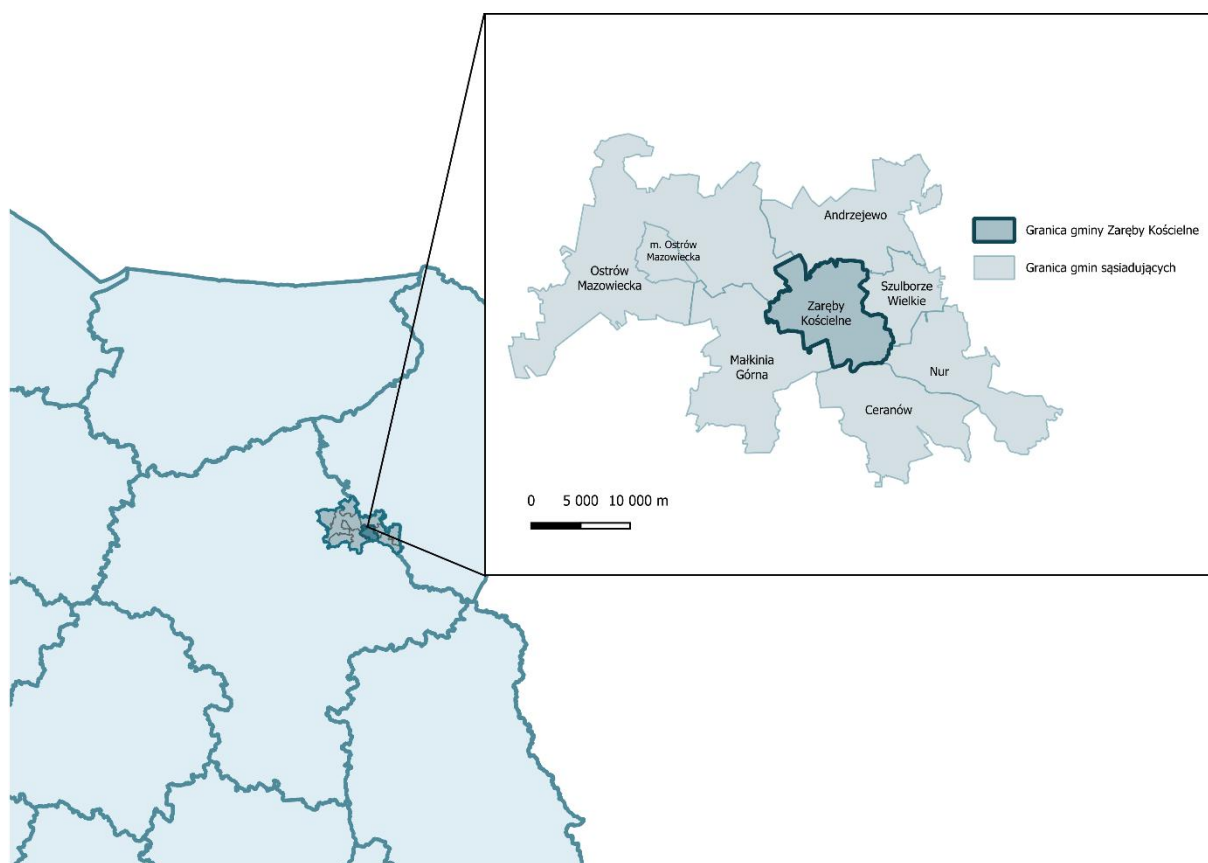 Andrzejewo
Granica gminy Zaręby Kościelne
m. Ostrów
Mazowiecka
Granica gmin sąsiadujących
Ostrów
Mazowiecka
Szulborze
Wielkie
Zaręby
Kościelne
Małkinia
Górna
Nur
Ceranów
0 5 000 10 000 m